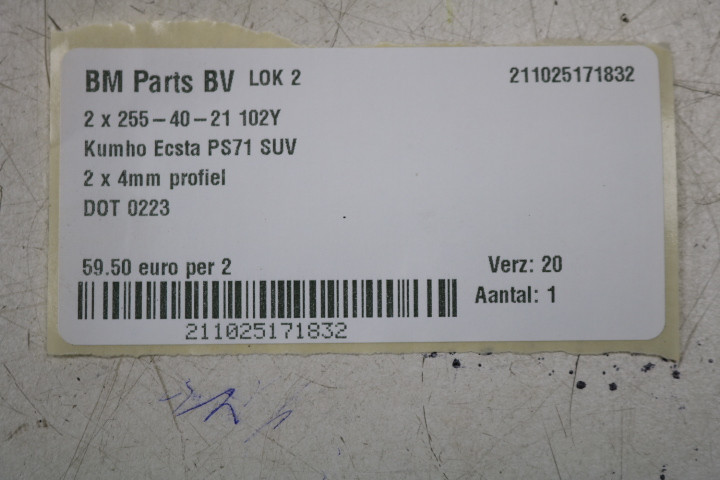 BM Parts BV LOK 2 211025171832
2 x 255-40-21 102Y
Kumho Ecsta PS71 SUV
2 x 4mm profiel
DOT 0223
59.50 euro per 2 Verz: 20
Aantal: 1
211025171832